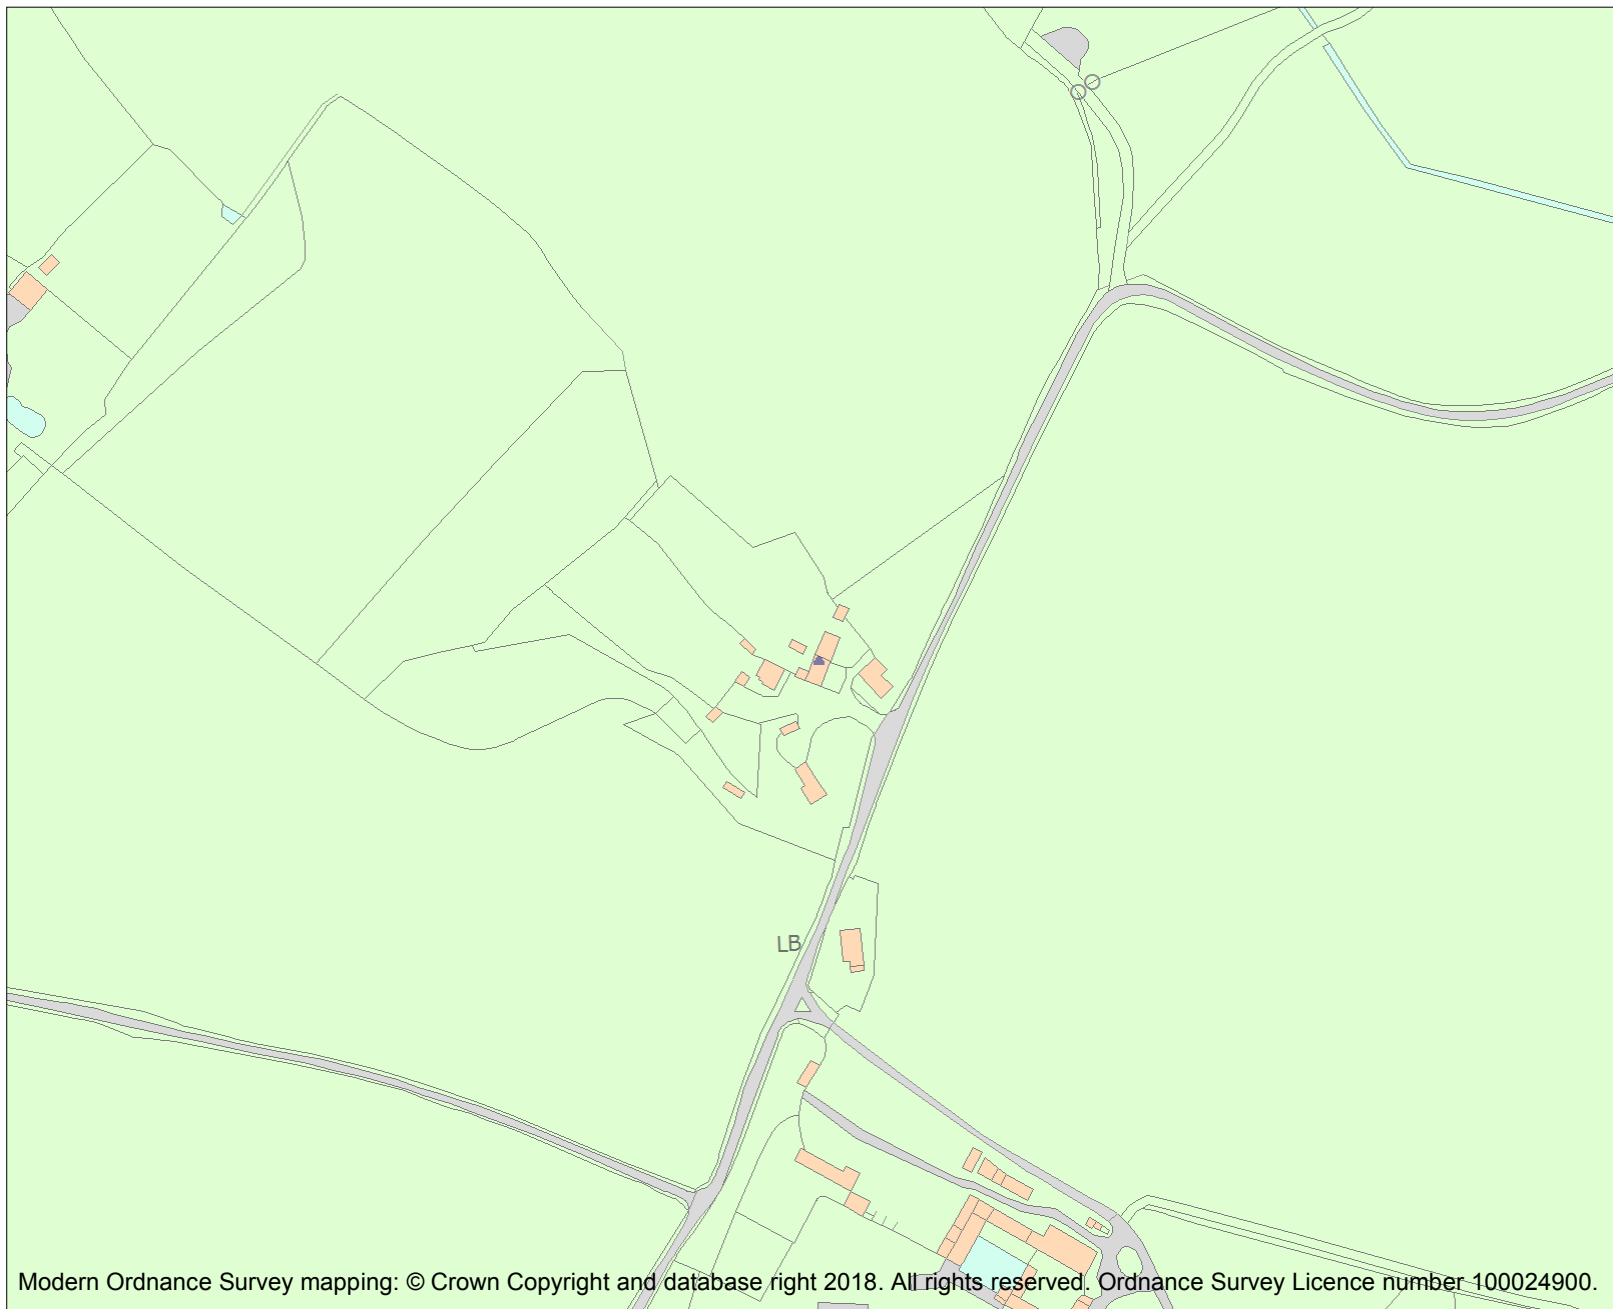 LB
Modern Ordnance Survey mapping: © Crown Copyright and database right 2018. All rights reserved. Ordnance Survey Licence number 100024900.